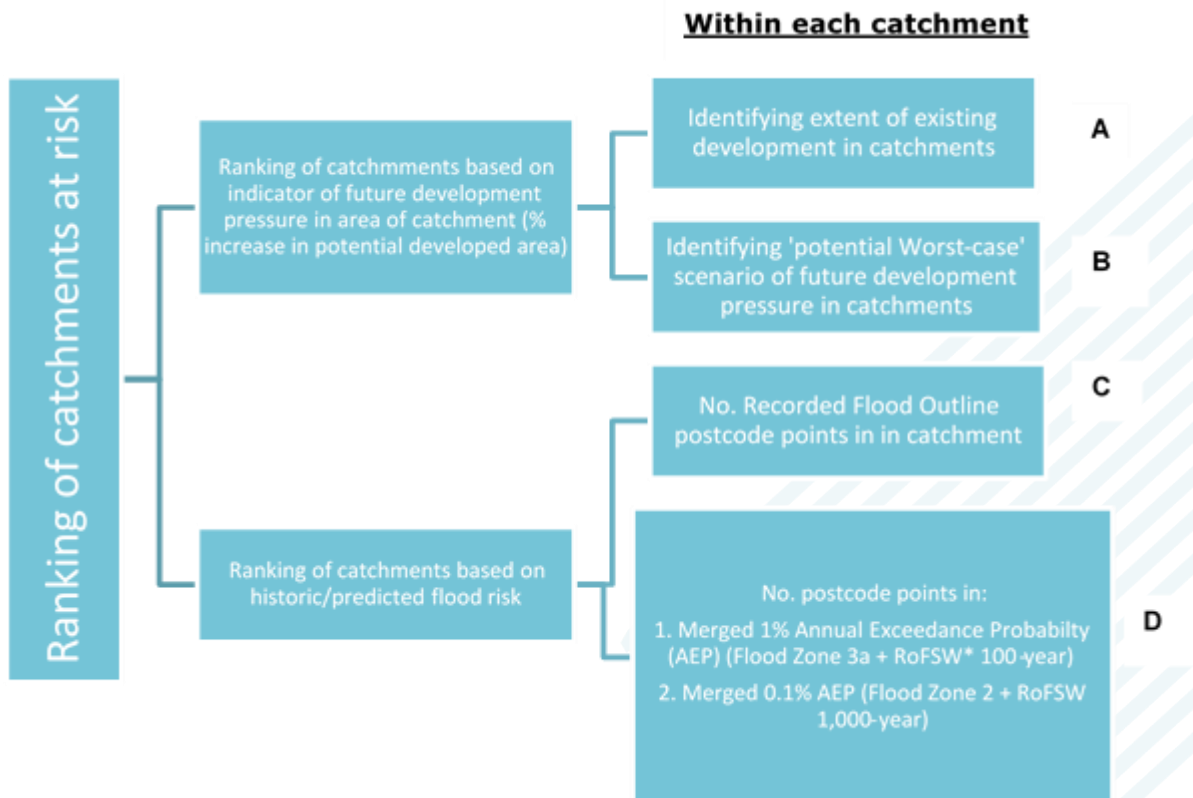 Within each catchment
Ranking of catchments at risk
Ranking of catchmments based on
indicator of future development
pressure in area of catchment (%
increase in potential developed area)
Identifying extent of existing
development in catchments
A
Identifying 'potential Worst-case'
scenario of future development
pressure in catchments
B
Ranking of catchments based on
historic/predicted flood risk
No. Recorded Flood Outline
postcode points in in catchment
C
No. postcode points in:
1. Merged 1% Annual Exceedance Probabilty
(AEP) (Flood Zone 3a + RoFSW* 100-year)
2. Merged 0.1% AEP (Flood Zone 2 + RoFSW
1,000-year)
D